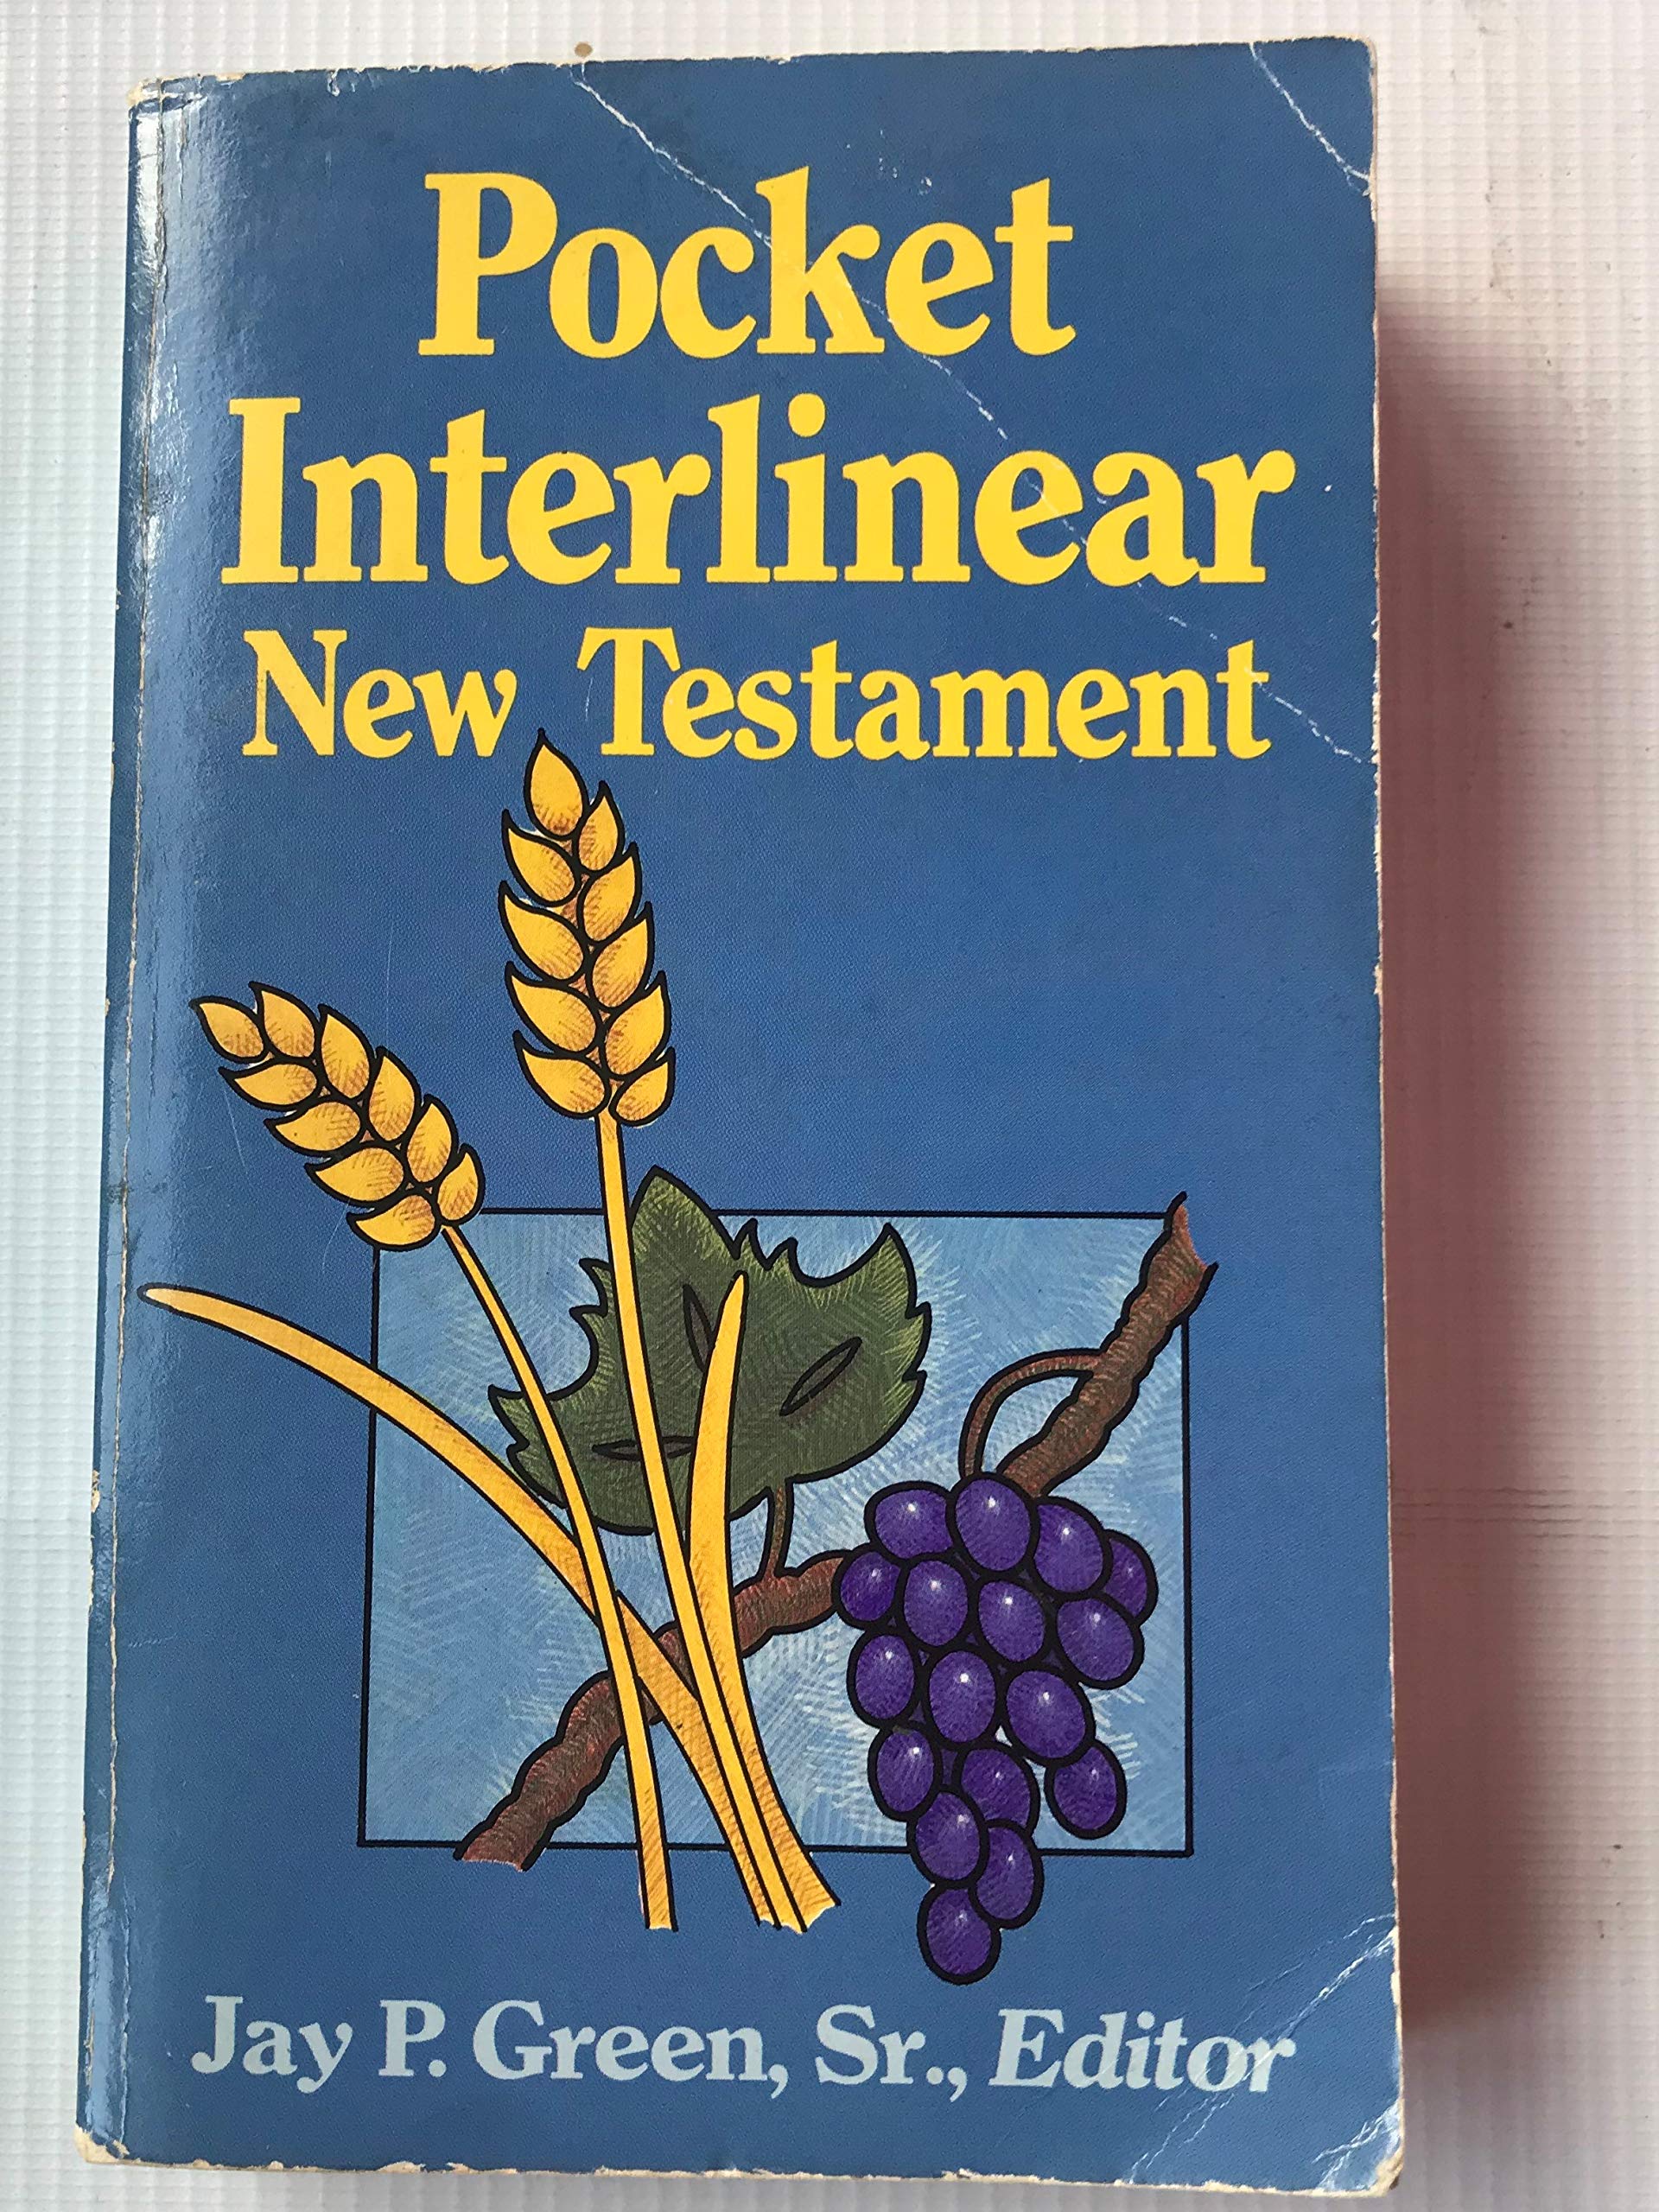 Pocket
Interlinear
New Testament
Jay P. Green, Sr., Editor